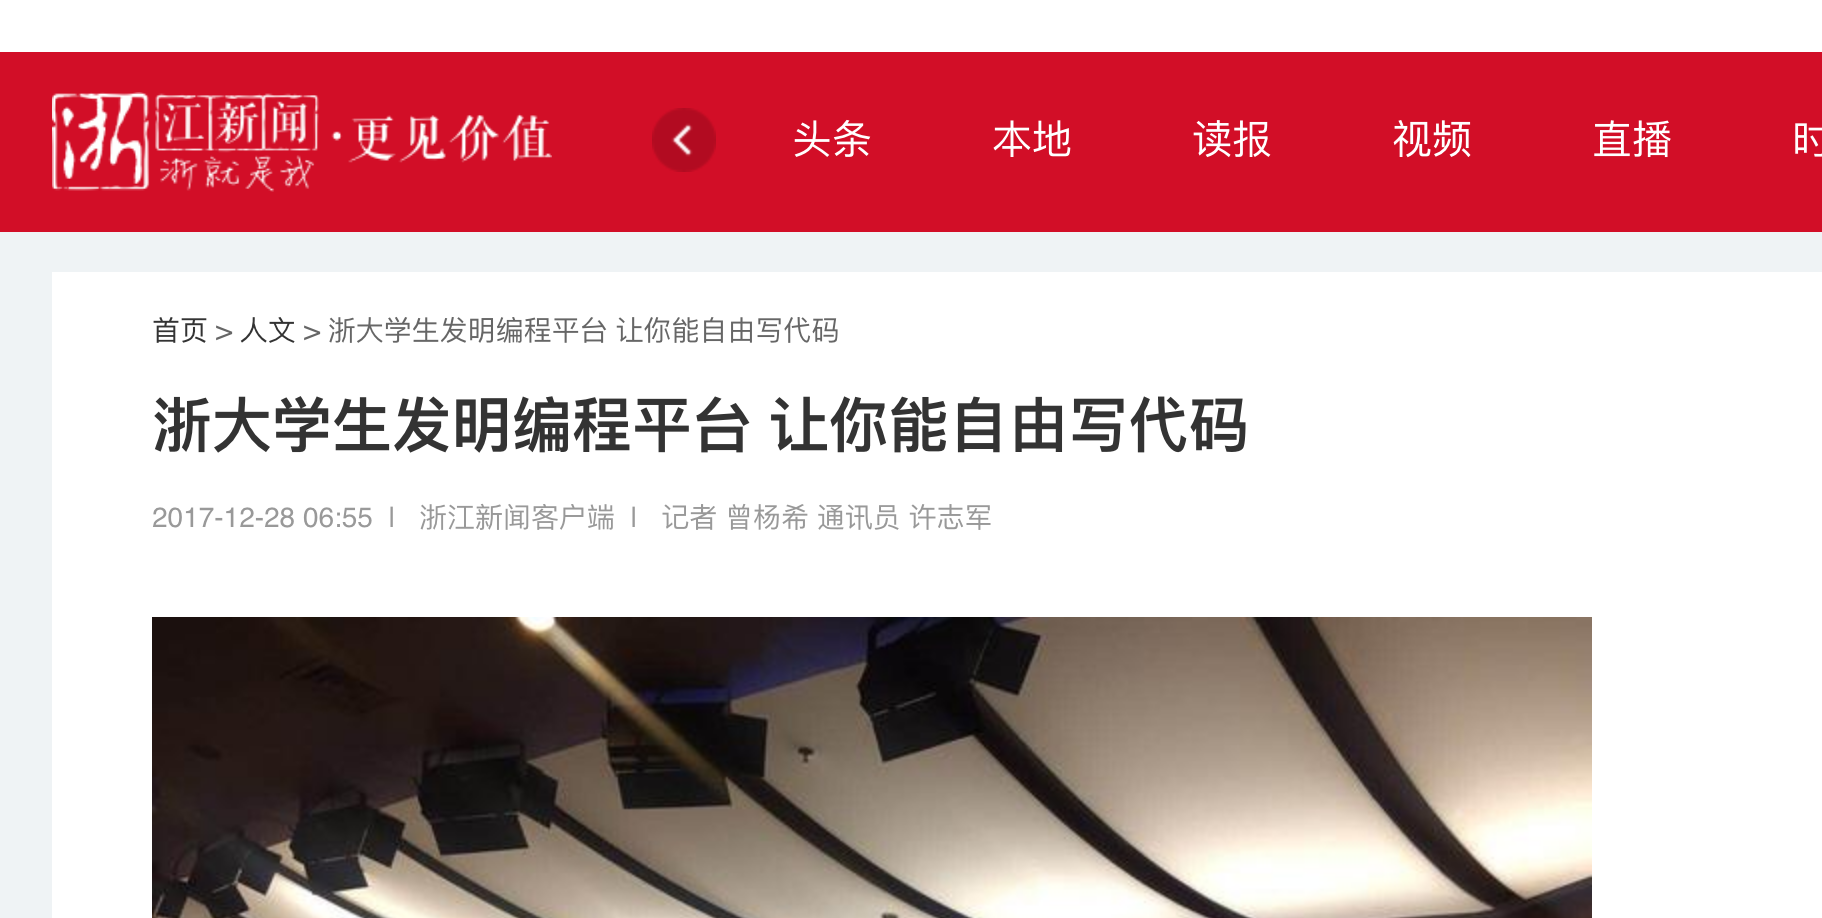 浙江新闻·更见价值
浙就是我
头条 本地 读报 视频 直播
首页 > 人文 > 浙大学生发明编程平台 让你能自由写代码
浙大学生发明编程平台 让你能自由写代码
2017-12-28 06:55 | 浙江新闻客户端 | 记者 曾杨希 通讯员 许志军